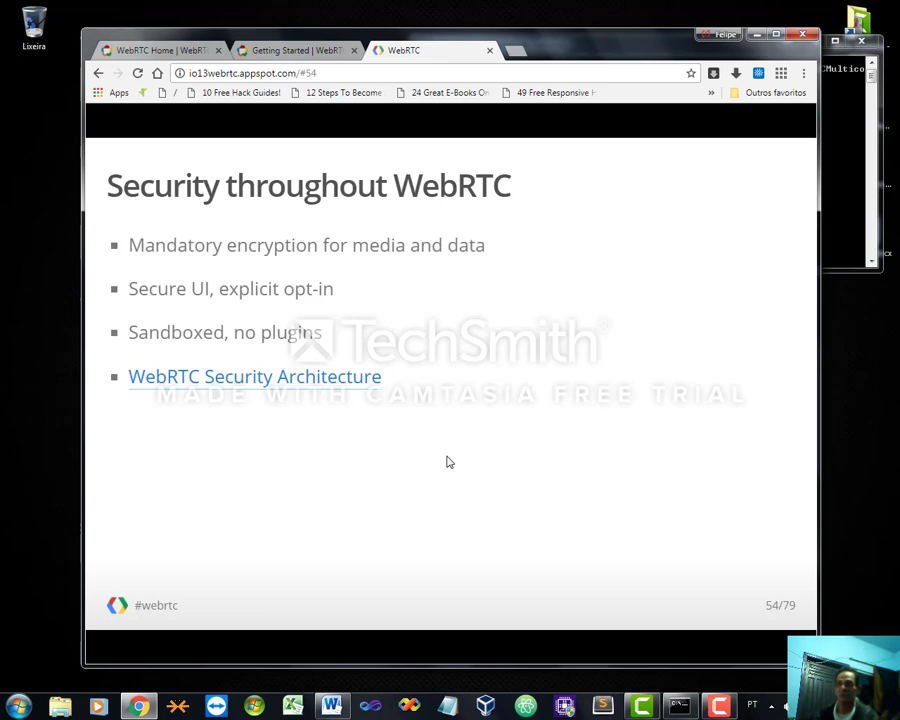 Lixeira
Felipe
WebRTC Home | WebRT
Getting Started | WebRT
WebRTC
io13webrtc.appspot.com/#54
Apps
/
10 Free Hack Guides!
12 Steps To Become
24 Great E-Books On
49 Free Responsive H
»
Outros favoritos
Multico
Security throughout WebRTC
Mandatory encryption for media and data
Secure UI, explicit opt-in
Sandboxed, no plugins
WebRTC Security Architecture
TechSmith®
MADE WITH CAMTASIA FREE TRIAL
#webrtc
54/79
PT